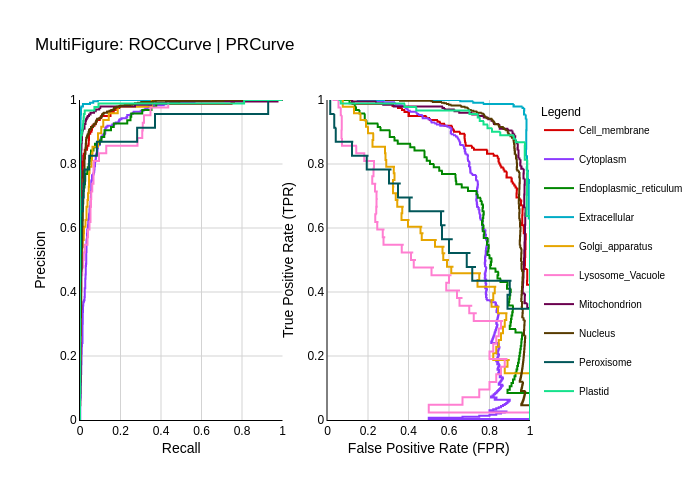 MultiFigure: ROCCurve | PRCurve
Precision
1
0.8
0.6
0.4
0.2
0
0 0.2 0.4 0.6 0.8 1
Recall
True Positive Rate (TPR)
1
0.8
0.6
0.4
0.2
0
0 0.2 0.4 0.6 0.8 1
False Positive Rate (FPR)
Legend
Cell_membrane
Cytoplasm
Endoplasmic_reticulum
Extracellular
Golgi_apparatus
Lysosome_Vacuole
Mitochondrion
Nucleus
Peroxisome
Plastid